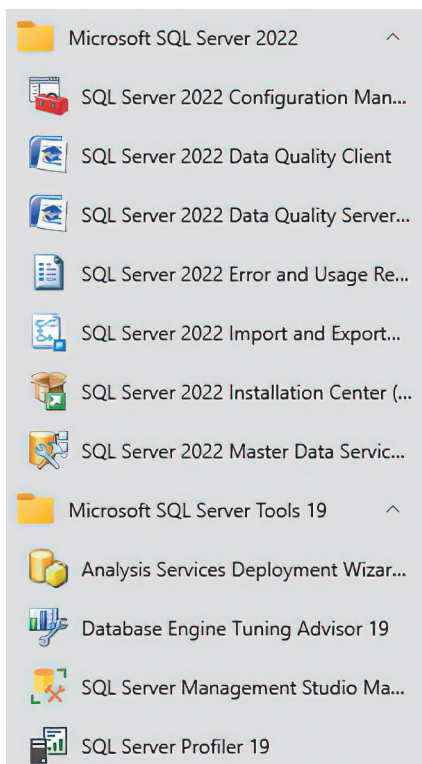 Microsoft SQL Server 2022
SQL Server 2022 Configuration Man...
SQL Server 2022 Data Quality Client
SQL Server 2022 Data Quality Server...
SQL Server 2022 Error and Usage Re...
SQL Server 2022 Import and Export...
SQL Server 2022 Installation Center (...
SQL Server 2022 Master Data Servic...
Microsoft SQL Server Tools 19
Analysis Services Deployment Wizar...
Database Engine Tuning Advisor 19
SQL Server Management Studio Ma...
SQL Server Profiler 19